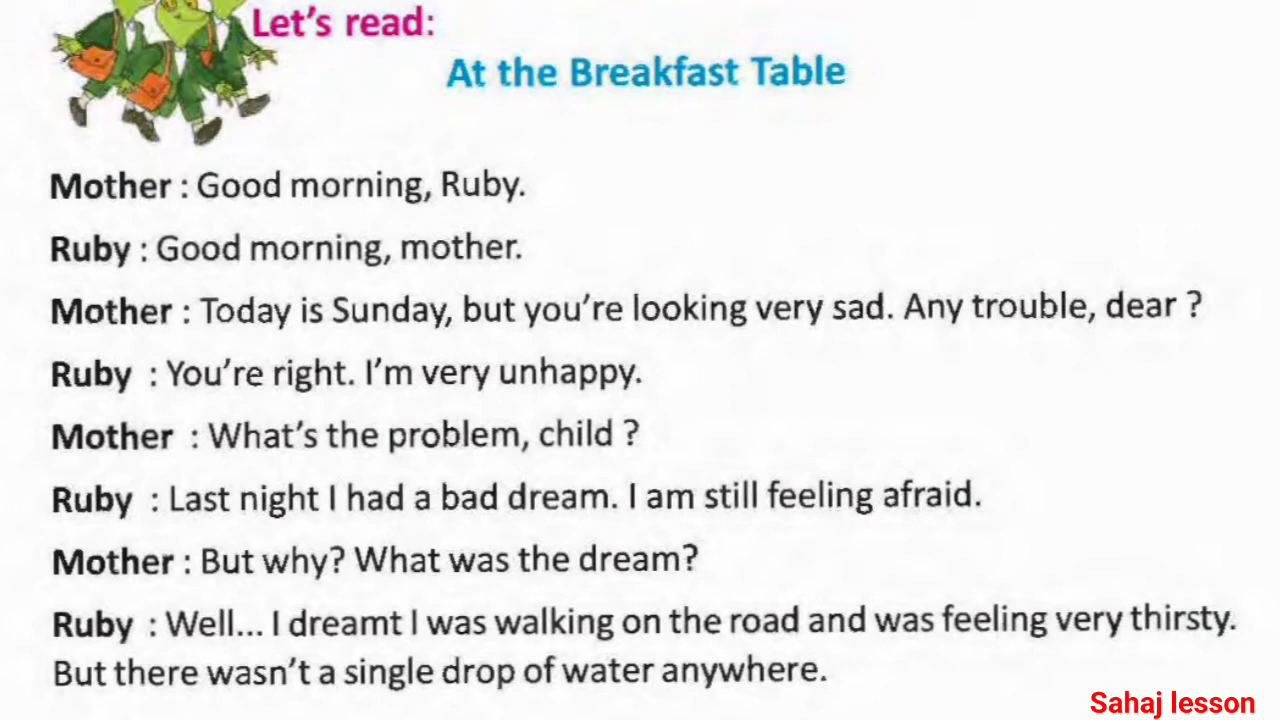 Let's read:
At the Breakfast Table
Mother : Good morning, Ruby.
Ruby : Good morning, mother.
Mother : Today is Sunday, but you're looking very sad. Any trouble, dear ?
Ruby : You're right. I'm very unhappy.
Mother : What's the problem, child ?
Ruby : Last night I had a bad dream. I am still feeling afraid.
Mother : But why? What was the dream?
Ruby : Well... I dreamt I was walking on the road and was feeling very thirsty.
But there wasn't a single drop of water anywhere.
Sahaj lesson